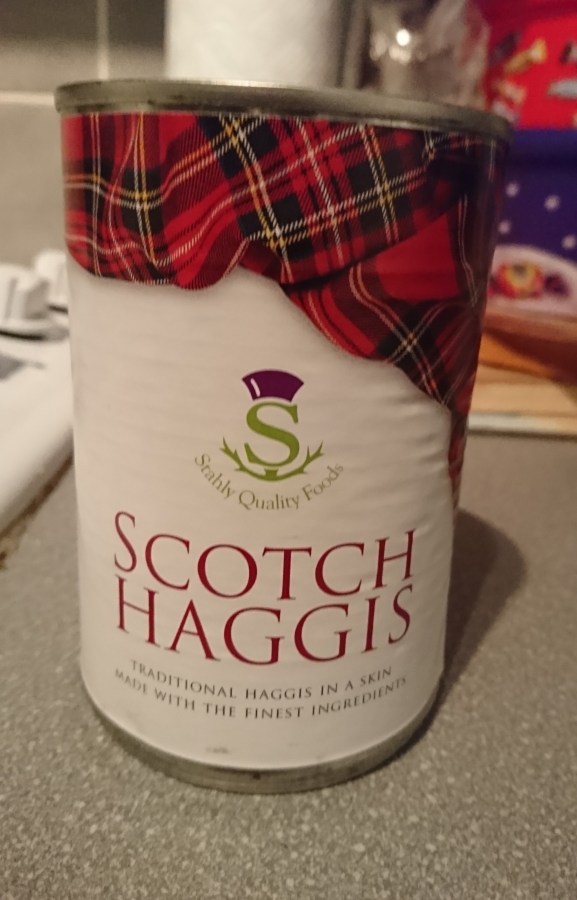 S
Stahly Quality Foods
SCOTCH
HAGGIS
TRADITIONAL HAGGIS IN A SKIN
MADE WITH THE FINEST INGREDIENTS